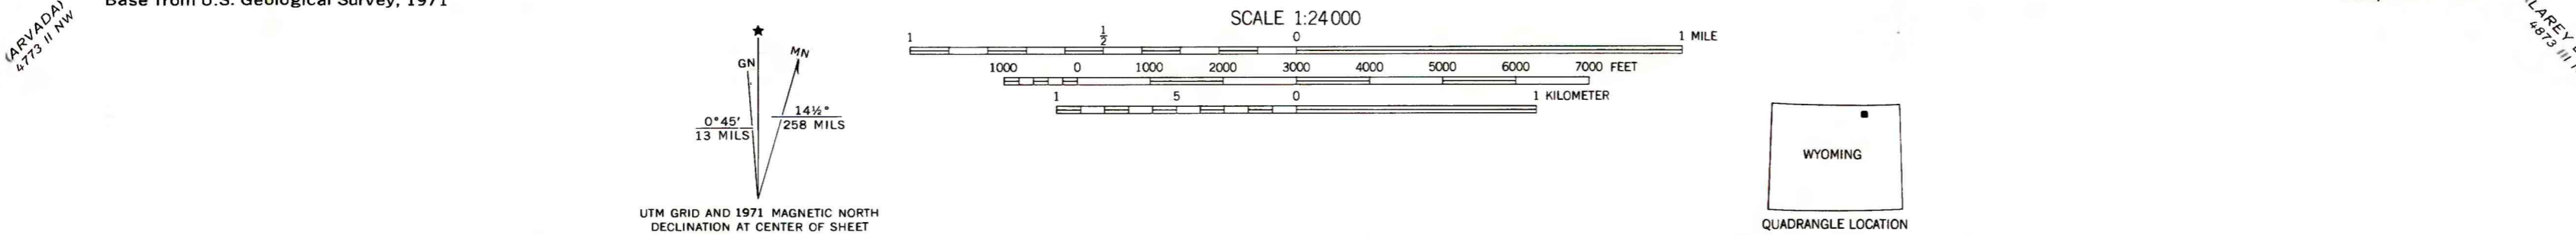 Base from U.S. Geological Survey, 1971
(ARVADA)
4773 II NW
SCALE 1:24 000
1 ½ 0 1 MILE
1000 0 1000 2000 3000 4000 5000 6000 7000 FEET
1 5 0 1 KILOMETER
GN
MN
0°45′
13 MILS
14½°
258 MILS
UTM GRID AND 1971 MAGNETIC NORTH
DECLINATION AT CENTER OF SHEET
WYOMING
QUADRANGLE LOCATION
4873 III